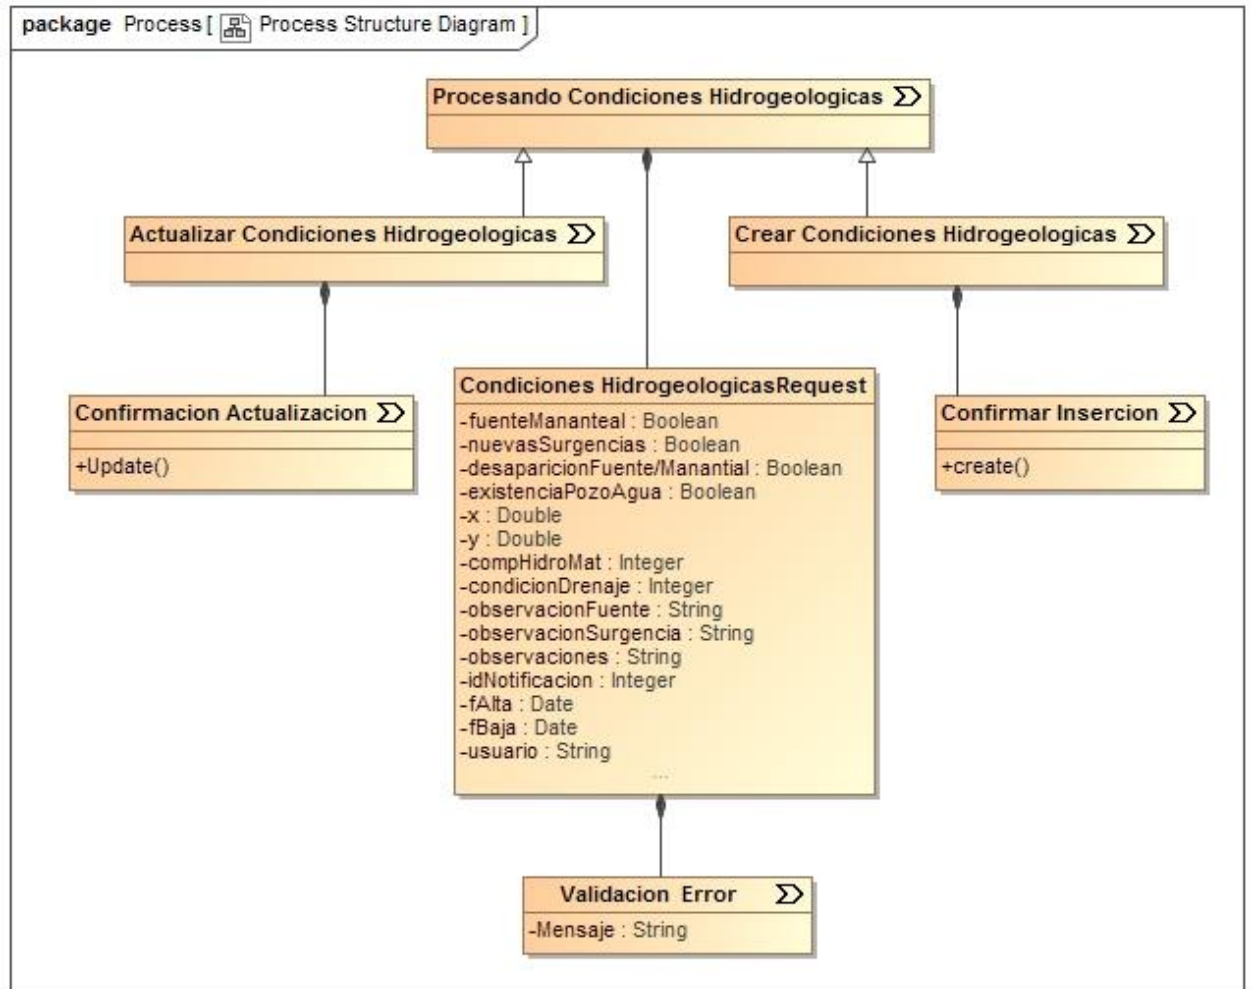 package Process [ Process Structure Diagram ]
Procesando Condiciones Hidrogeologicas
Actualizar Condiciones Hidrogeologicas
Crear Condiciones Hidrogeologicas
Confirmacion Actualizacion
+Update()
Condiciones HidrogeologicasRequest
-fuenteMananteal : Boolean
-nuevasSurgencias : Boolean
-desaparicionFuente/Manantial : Boolean
-existenciaPozoAgua : Boolean
-x : Double
-y : Double
-compHidroMat : Integer
-condicionDrenaje : Integer
-observacionFuente : String
-observacionSurgencia : String
-observaciones : String
-idNotificacion : Integer
-fAlta : Date
-fBaja : Date
-usuario : String
...
Confirmar Insercion
+create()
Validacion Error
-Mensaje : String